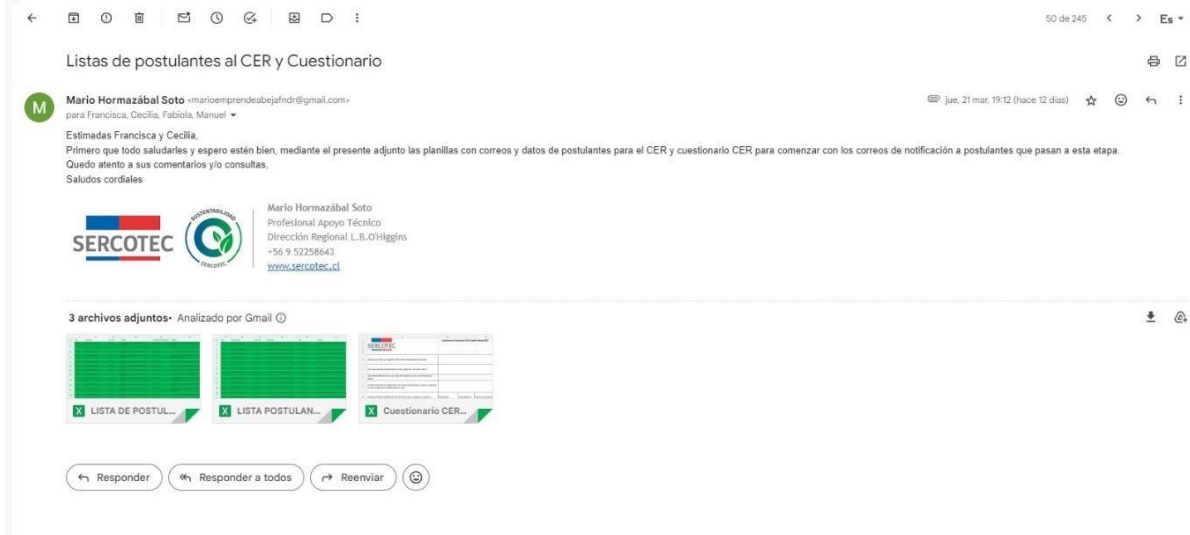 50 de 245
Es
Listas de postulantes al CER y Cuestionario
M
Mario Hormazábal Soto <marioemprendeabejafndr@gmail.com>
jue, 21 mar, 19:12 (hace 12 días)
para Francisca, Cecilia, Fabiola, Manuel
Estimadas Francisca y Cecilia,
Primero que todo saludarles y espero estén bien, mediante el presente adjunto las planillas con correos y datos de postulantes para el CER y cuestionario CER para comenzar con los correos de notificación a postulantes que pasan a esta etapa.
Quedo atento a sus comentarios y/o consultas,
Saludos cordiales
SERCOTEC
SUSTENTABILIDAD
SERCOTEC
Mario Hormazábal Soto
Profesional Apoyo Técnico
Dirección Regional L.B.O'Higgins
+56 9 52258643
www.sercotec.cl
3 archivos adjuntos• Analizado por Gmail
SERCOTEC
X LISTA DE POSTUL...
X LISTA POSTULAN...
X Cuestionario CER...
Responder
Responder a todos
Reenviar